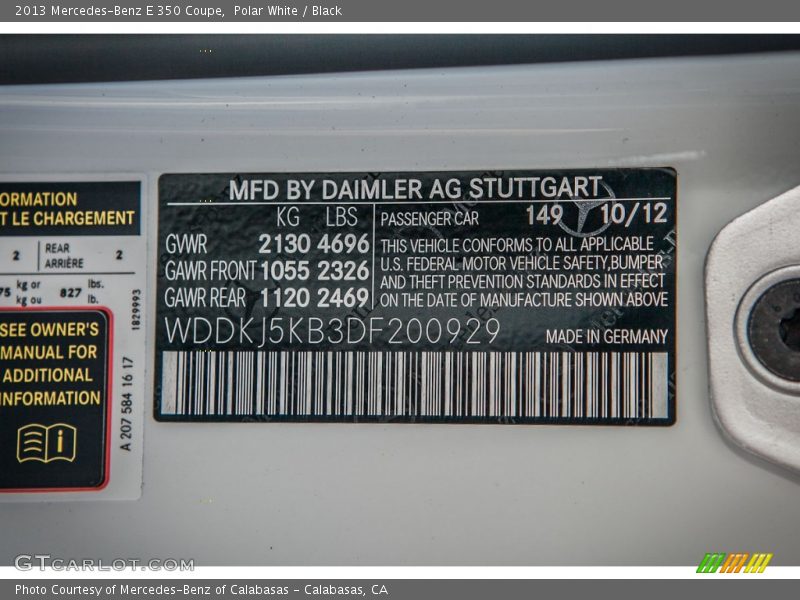 2013 Mercedes-Benz E 350 Coupe,  Polar White / Black
ORMATION
T LE CHARGEMENT
2 REAR ARRIÈRE 2
75 kg or kg ou 827 lbs. lb.
SEE OWNER'S
MANUAL FOR
ADDITIONAL
INFORMATION
1829993
A 207 584 16 17
MFD BY DAIMLER AG STUTTGART
KG LBS PASSENGER CAR 149 10/12
GWR 2130 4696
GAWR FRONT 1055 2326
GAWR REAR 1120 2469
THIS VEHICLE CONFORMS TO ALL APPLICABLE
U.S. FEDERAL MOTOR VEHICLE SAFETY,BUMPER
AND THEFT PREVENTION STANDARDS IN EFFECT
ON THE DATE OF MANUFACTURE SHOWN ABOVE
WDDKJ5KB3DF200929 MADE IN GERMANY
GTCARLOT.COM
Photo Courtesy of Mercedes-Benz of Calabasas - Calabasas, CA